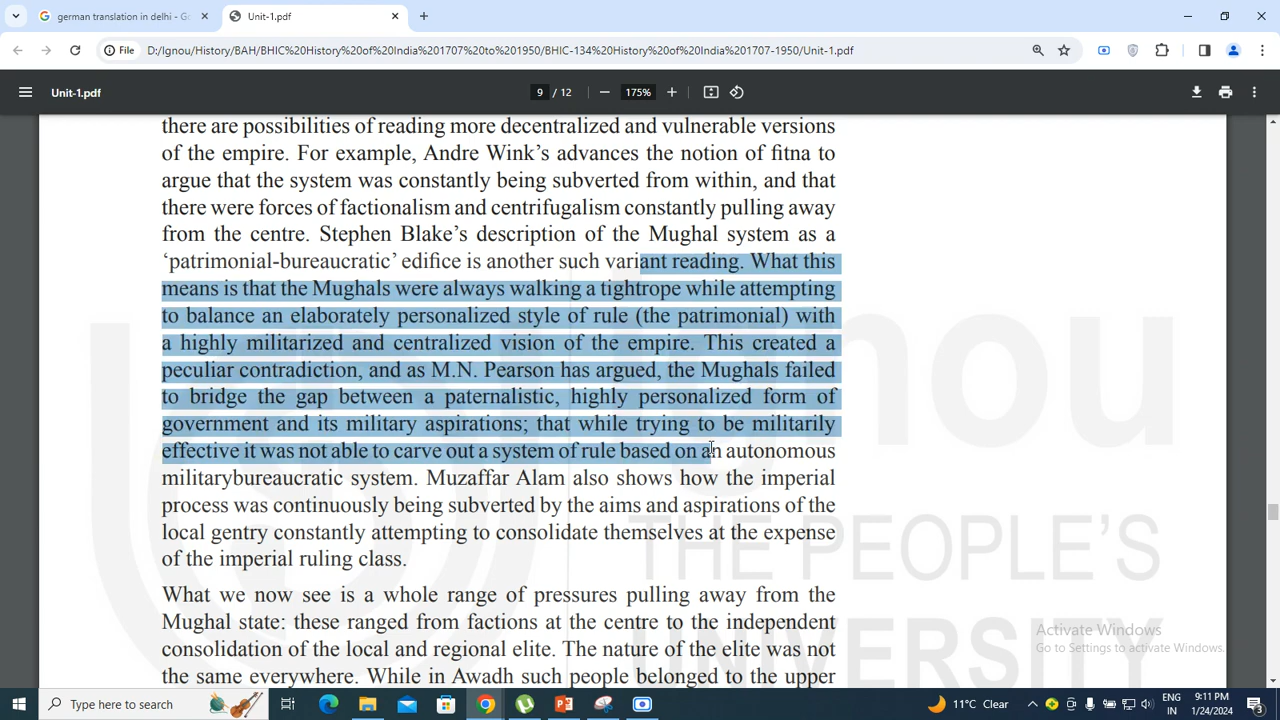 german translation in delhi - Go
Unit-1.pdf
File
D:/Ignou/History/BAH/BHIC%20History%20of%20India%201707%20to%201950/BHIC-134%20History%20of%20India%201707-1950/Unit-1.pdf
Unit-1.pdf
9 / 12
175%
there are possibilities of reading more decentralized and vulnerable versions
of the empire. For example, Andre Wink’s advances the notion of fitna to
argue that the system was constantly being subverted from within, and that
there were forces of factionalism and centrifugalism constantly pulling away
from the centre. Stephen Blake’s description of the Mughal system as a
‘patrimonial-bureaucratic’ edifice is another such variant reading. What this
means is that the Mughals were always walking a tightrope while attempting
to balance an elaborately personalized style of rule (the patrimonial) with
a highly militarized and centralized vision of the empire. This created a
peculiar contradiction, and as M.N. Pearson has argued, the Mughals failed
to bridge the gap between a paternalistic, highly personalized form of
government and its military aspirations; that while trying to be militarily
effective it was not able to carve out a system of rule based on an autonomous
militarybureaucratic system. Muzaffar Alam also shows how the imperial
process was continuously being subverted by the aims and aspirations of the
local gentry constantly attempting to consolidate themselves at the expense
of the imperial ruling class.
What we now see is a whole range of pressures pulling away from the
Mughal state: these ranged from factions at the centre to the independent
consolidation of the local and regional elite. The nature of the elite was not
the same everywhere. While in Awadh such people belonged to the upper
ignou
THE PEOPLE'S
UNIVERSITY
Activate Windows
Go to Settings to activate Windows.
Type here to search
11°C Clear
ENG
IN
9:11 PM
1/24/2024
3